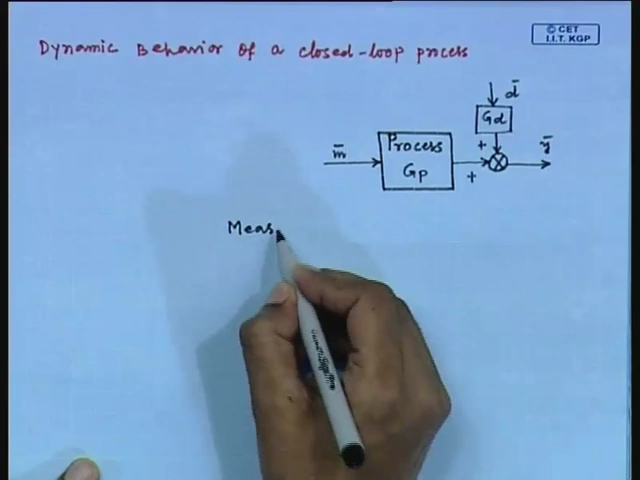 © CET
I.I.T. KGP
Dynamic Behavior of a closed-loop process
d̄
Gd
+
Process
Gp
m̄
+
ȳ
Meas